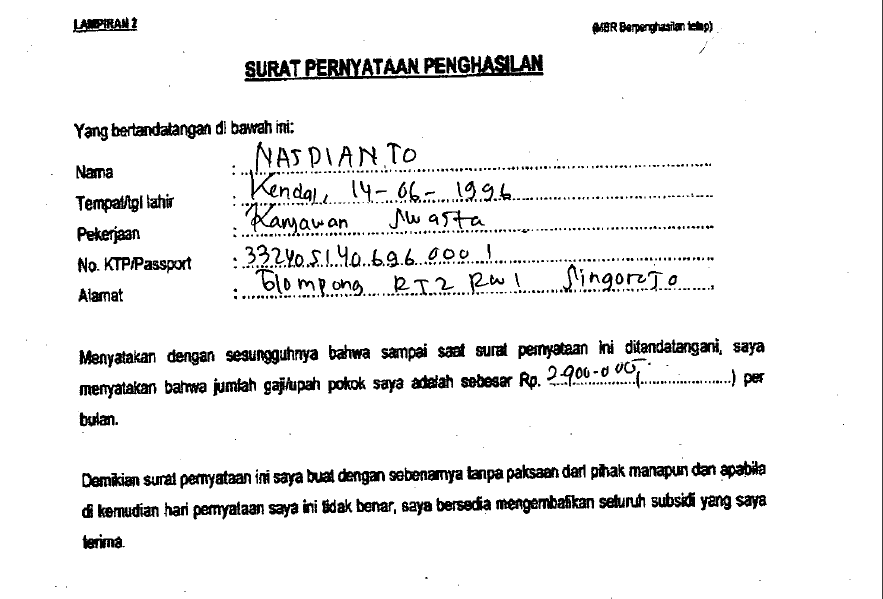 LAMPIRAN 2
(MBR Berpenghasilan tetap)
SURAT PERNYATAAN PENGHASILAN
Yang bertandatangan di bawah ini:
Nama : NASDIANTO
Tempat/tgl lahir : Kendal, 14-06-1996
Pekerjaan : Karyawan Swasta
No. KTP/Passport : 3324051406960001
Alamat : RT2 RW1 Singorojo
Menyatakan dengan sesungguhnya bahwa sampai saat surat pernyataan ini ditandatangani, saya
menyatakan bahwa jumlah gaji/upah pokok saya adalah sebesar Rp. 2.900.000,(........................) per
bulan.
Demikian surat pernyataan ini saya buat dengan sebenarnya tanpa paksaan dari pihak manapun dan apabila
di kemudian hari pernyataan saya ini tidak benar, saya bersedia mengembalikan seluruh subsidi yang saya
terima.